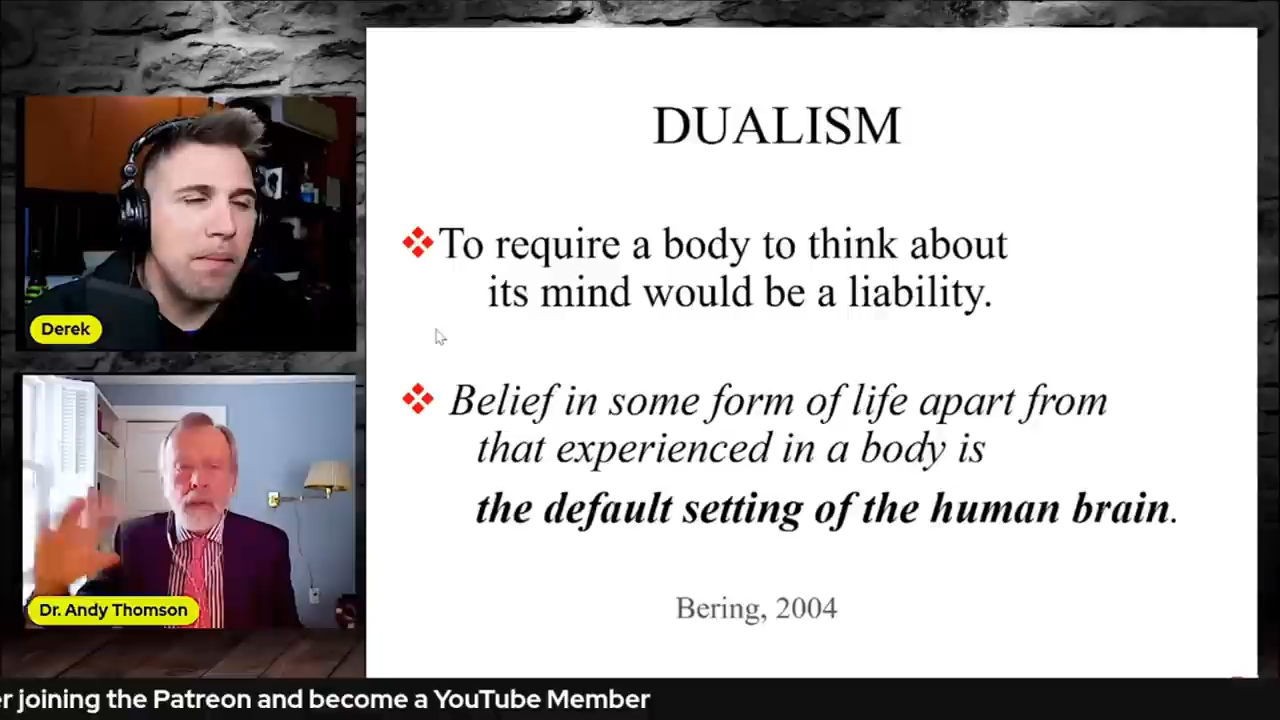 DUALISM
To require a body to think about
its mind would be a liability.
Belief in some form of life apart from
that experienced in a body is
the default setting of the human brain.
Bering, 2004
Derek
Dr. Andy Thomson
joining the Patreon and become a YouTube Member